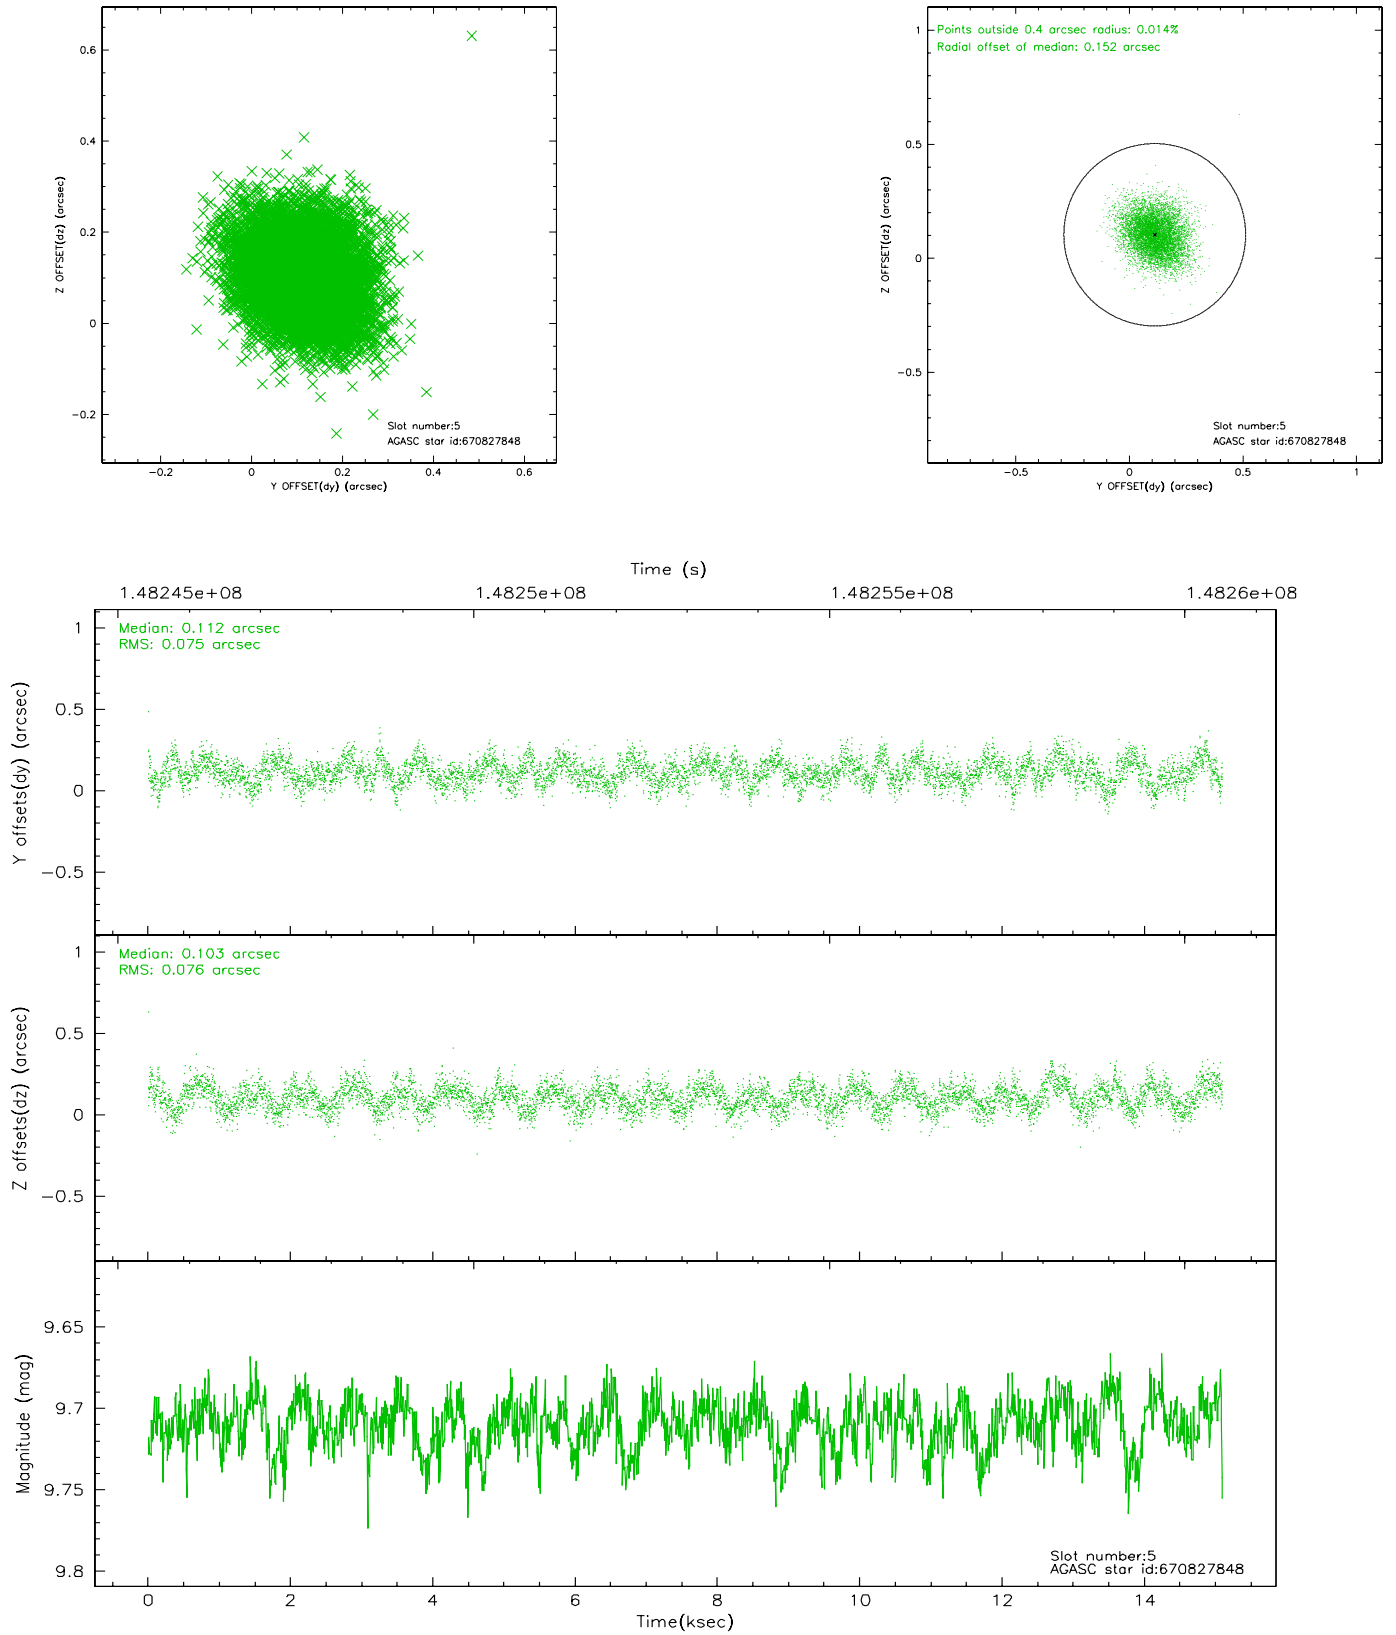 0.6
0.4
0.2
0
−0.2
Z OFFSET(dz) (arcsec)
Slot number:5
AGASC star id:670827848
−0.2 0 0.2 0.4 0.6
Y OFFSET(dy) (arcsec)
Points outside 0.4 arcsec radius: 0.014%
Radial offset of median: 0.152 arcsec
1
0.5
0
−0.5
Z OFFSET(dz) (arcsec)
Slot number:5
AGASC star id:670827848
−0.5 0 0.5 1
Y OFFSET(dy) (arcsec)
Time (s)
1.48245e+08 1.4825e+08 1.48255e+08 1.4826e+08
Median: 0.112 arcsec
RMS: 0.075 arcsec
1
0.5
0
−0.5
Y offsets(dy) (arcsec)
Median: 0.103 arcsec
RMS: 0.076 arcsec
1
0.5
0
−0.5
Z offsets(dz) (arcsec)
9.65
9.7
9.75
9.8
Magnitude (mag)
Slot number:5
AGASC star id:670827848
0 2 4 6 8 10 12 14
Time(ksec)